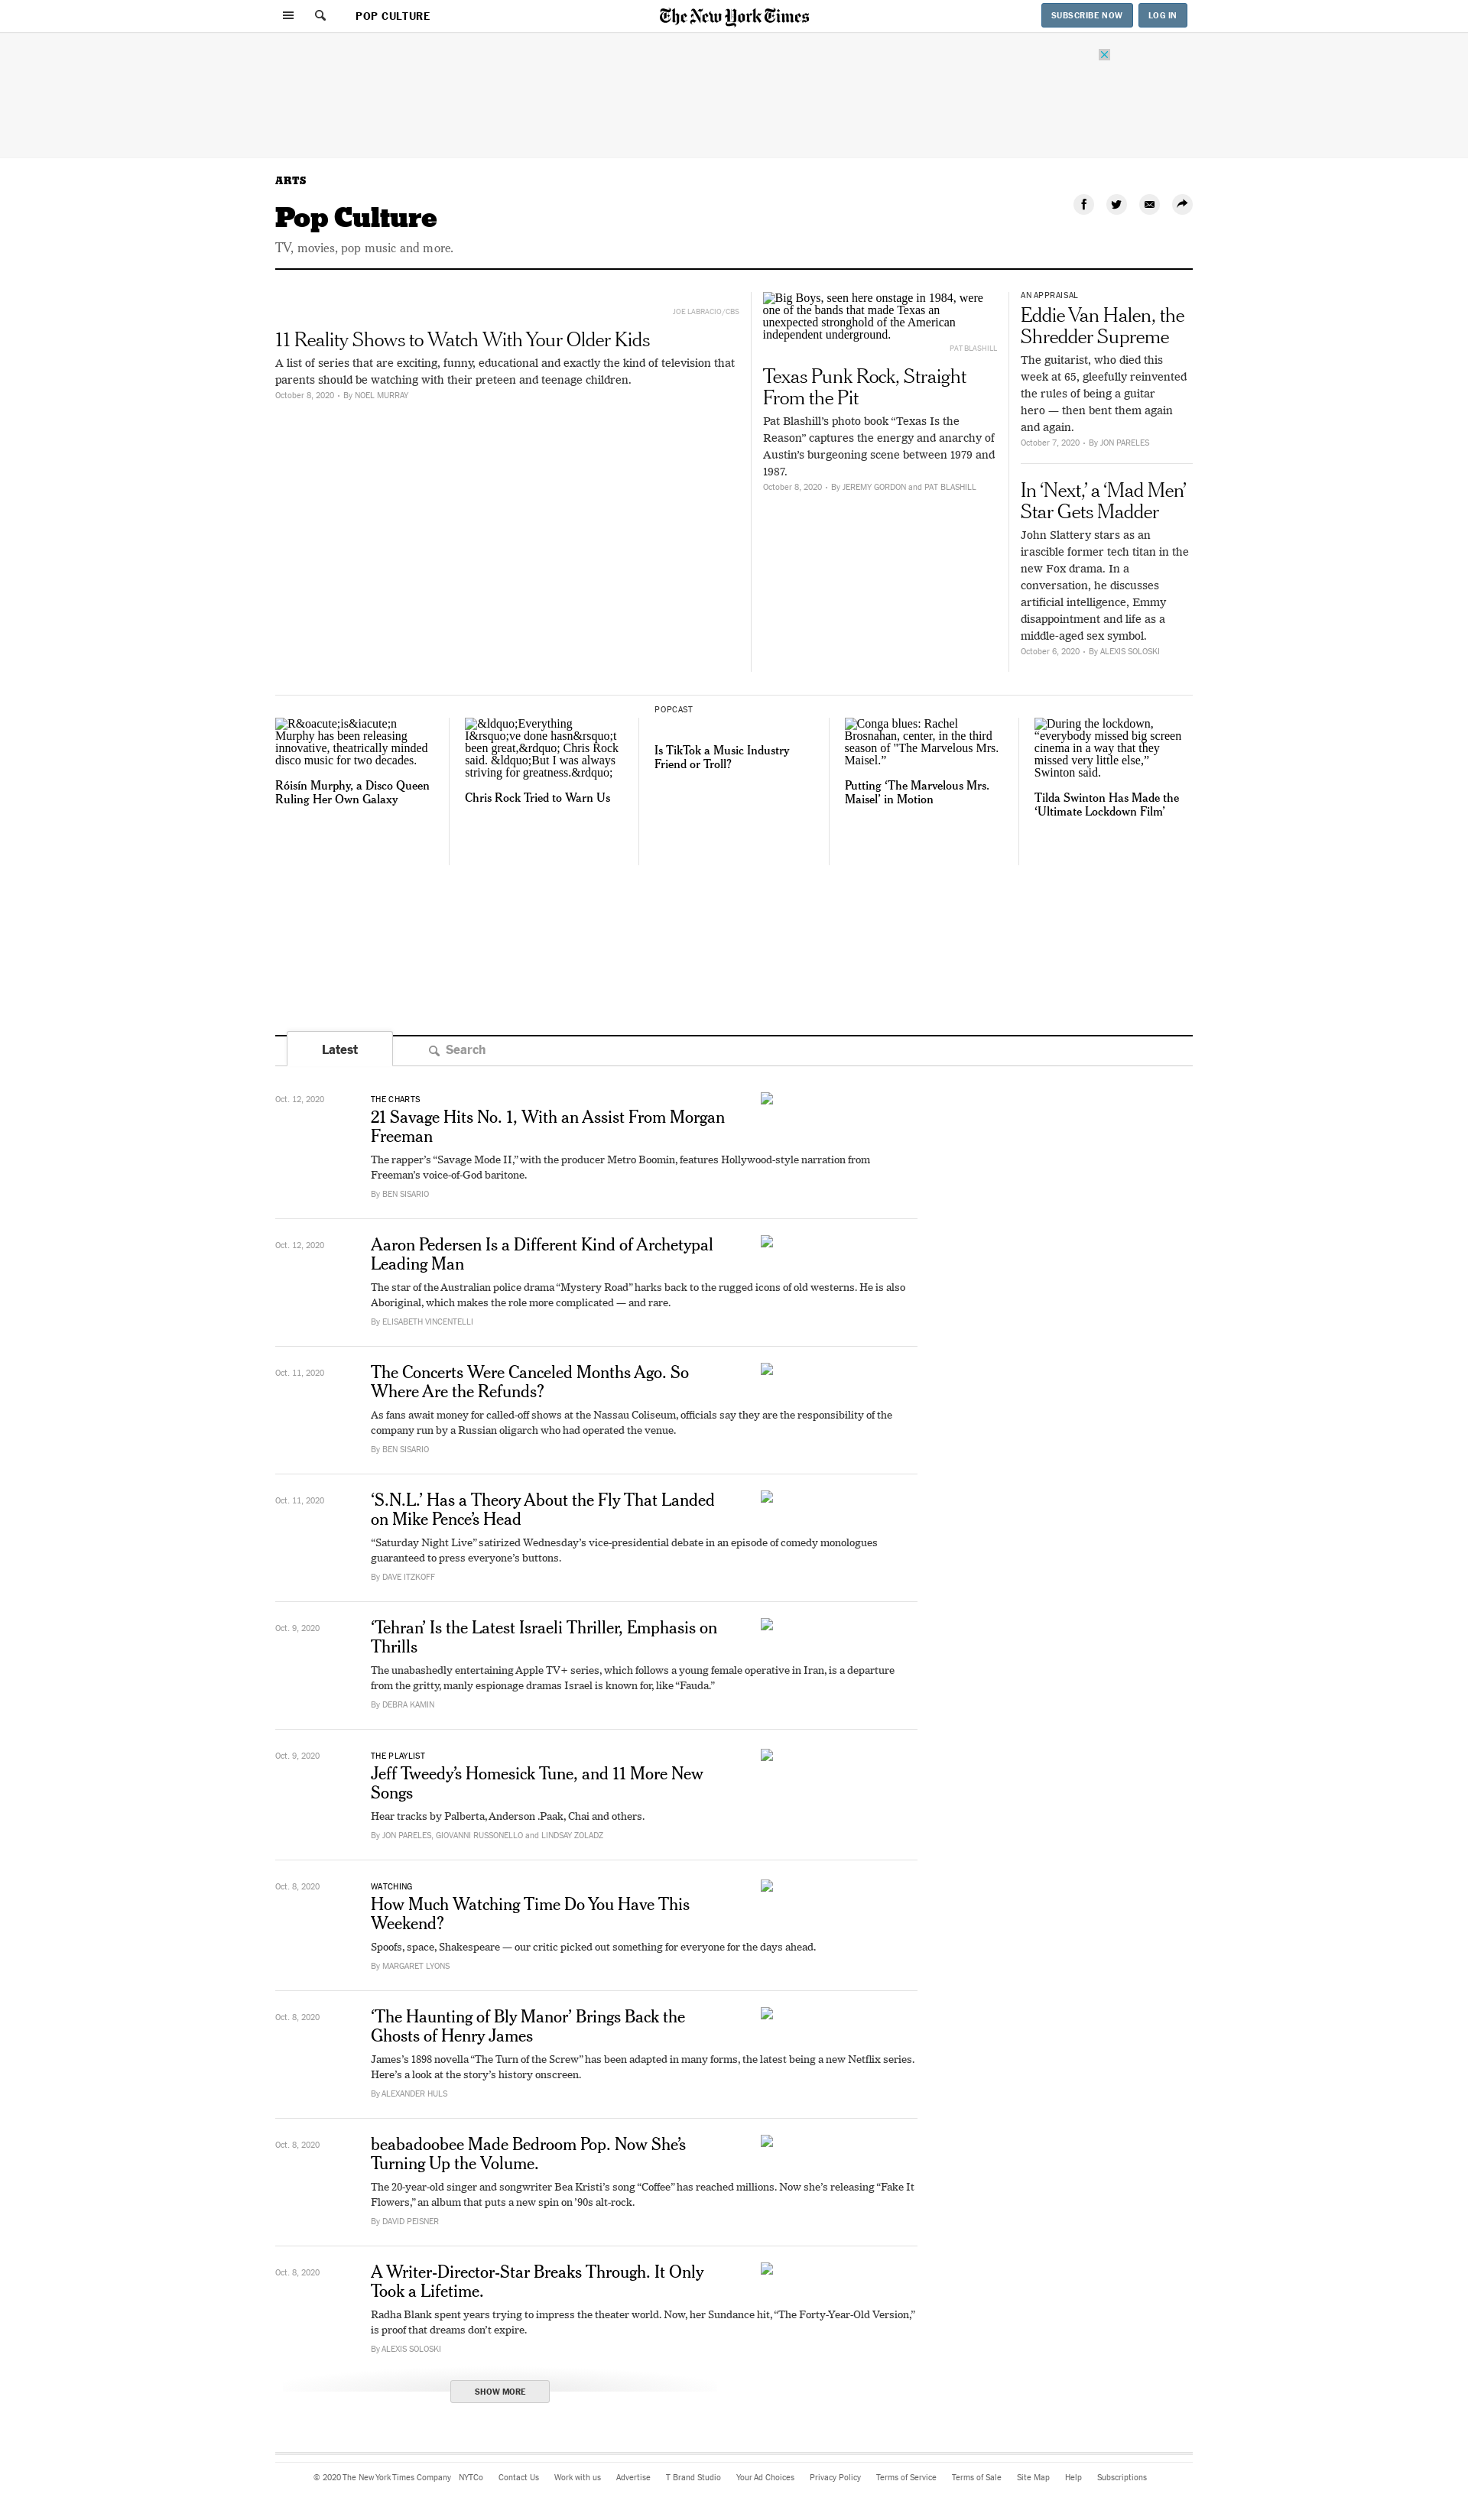 POP CULTURE
The New York Times
SUBSCRIBE NOW
LOG IN
ARTS
Pop Culture
TV, movies, pop music and more.
JOE LABRACIO/CBS
11 Reality Shows to Watch With Your Older Kids
A list of series that are exciting, funny, educational and exactly the kind of reality shows that
parents should be watching with their preteen and teenage children.
October 8, 2020 • By NOEL MURRAY
Big Boys, seen here onstage in 1984, were
one of the bands that made Texas an
unexpected stronghold of the American
independent underground.
PAT BLASHILL
Texas Punk Rock, Straight
From the Pit
Pat Blashill’s photo book “Texas Is the
Reason” captures the energy and anarchy of
Austin’s burgeoning scene between 1979 and
1987.
October 8, 2020 • By JEREMY GORDON and PAT BLASHILL
AN APPRAISAL
Eddie Van Halen, the
Shredder Supreme
The guitarist, who died this
week at 65, gleefully reinvented
the rules of being a guitar
hero — then bent them again
and again.
October 7, 2020 • By JON PARELES
In ‘Next,’ a ‘Mad Men’
Star Gets Madder
John Slattery stars as an
irascible former tech titan in the
new Fox drama. In a
conversation, he discusses
artificial intelligence, Emmy
disappointment and life as a
middle-aged sex symbol.
October 6, 2020 • By ALEXIS SOLOSKI
R&oacute;is&iacute;n
Murphy has been releasing
innovative, theatrically minded
disco music for two decades.
Róisín Murphy, a Disco Queen
Ruling Her Own Galaxy
&ldquo;Everything
I&rsquo;ve done hasn&rsquo;t
been great,&rdquo; Chris Rock
said. &ldquo;But I was always
striving for greatness.&rdquo;
Chris Rock Tried to Warn Us
POPCAST
Is TikTok a Music Industry
Friend or Troll?
Conga blues: Rachel
Brosnahan, center, in the third
season of "The Marvelous Mrs.
Maisel.”
Putting ‘The Marvelous Mrs.
Maisel’ in Motion
During the lockdown,
“everybody missed big screen
cinema in a way that they
missed very little else,”
Swinton said.
Tilda Swinton Has Made the
‘Ultimate Lockdown Film’
Latest
Search
Oct. 12, 2020
THE CHARTS
21 Savage Hits No. 1, With an Assist From Morgan
Freeman
The rapper’s “Savage Mode II,” with the producer Metro Boomin, features Hollywood-style narration from
Freeman’s voice-of-God baritone.
By BEN SISARIO
Oct. 12, 2020
Aaron Pedersen Is a Different Kind of Archetypal
Leading Man
The star of the Australian police drama “Mystery Road” harks back to the rugged icons of old westerns. He is also
Aboriginal, which makes the role more complicated — and rare.
By ELISABETH VINCENTELLI
Oct. 11, 2020
The Concerts Were Canceled Months Ago. So
Where Are the Refunds?
As fans await money for called-off shows at the Nassau Coliseum, officials say they are the responsibility of the
company run by a Russian oligarch who had operated the venue.
By BEN SISARIO
Oct. 11, 2020
‘S.N.L.’ Has a Theory About the Fly That Landed
on Mike Pence’s Head
“Saturday Night Live” satirized Wednesday’s vice-presidential debate in an episode of comedy monologues
guaranteed to press everyone’s buttons.
By DAVE ITZKOFF
Oct. 9, 2020
‘Tehran’ Is the Latest Israeli Thriller, Emphasis on
Thrills
The unabashedly entertaining Apple TV+ series, which follows a young female operative in Iran, is a departure
from the gritty, manly espionage dramas Israel is known for, like “Fauda.”
By DEBRA KAMIN
Oct. 9, 2020
THE PLAYLIST
Jeff Tweedy’s Homesick Tune, and 11 More New
Songs
Hear tracks by Palberta, Anderson .Paak, Chai and others.
By JON PARELES, GIOVANNI RUSSONELLO and LINDSAY ZOLADZ
Oct. 8, 2020
WATCHING
How Much Watching Time Do You Have This
Weekend?
Spoofs, space, Shakespeare — our critic picked out something for everyone for the days ahead.
By MARGARET LYONS
Oct. 8, 2020
‘The Haunting of Bly Manor’ Brings Back the
Ghosts of Henry James
James’s 1898 novella “The Turn of the Screw” has been adapted in many forms, the latest being a new Netflix series.
Here’s a look at the story’s history onscreen.
By ALEXANDER HULS
Oct. 8, 2020
beabadoobee Made Bedroom Pop. Now She’s
Turning Up the Volume.
The 20-year-old singer and songwriter Bea Kristi’s song “Coffee” has reached millions. Now she’s releasing “Fake It
Flowers,” an album that puts a new spin on ’90s alt-rock.
By DAVID PEISNER
Oct. 8, 2020
A Writer-Director-Star Breaks Through. It Only
Took a Lifetime.
Radha Blank spent years trying to impress the theater world. Now, her Sundance hit, “The Forty-Year-Old Version,”
is proof that dreams don’t expire.
By ALEXIS SOLOSKI
SHOW MORE
© 2020 The New York Times Company NYTCo Contact Us Work with us Advertise T Brand Studio Your Ad Choices Privacy Policy Terms of Service Terms of Sale Site Map Help Subscriptions